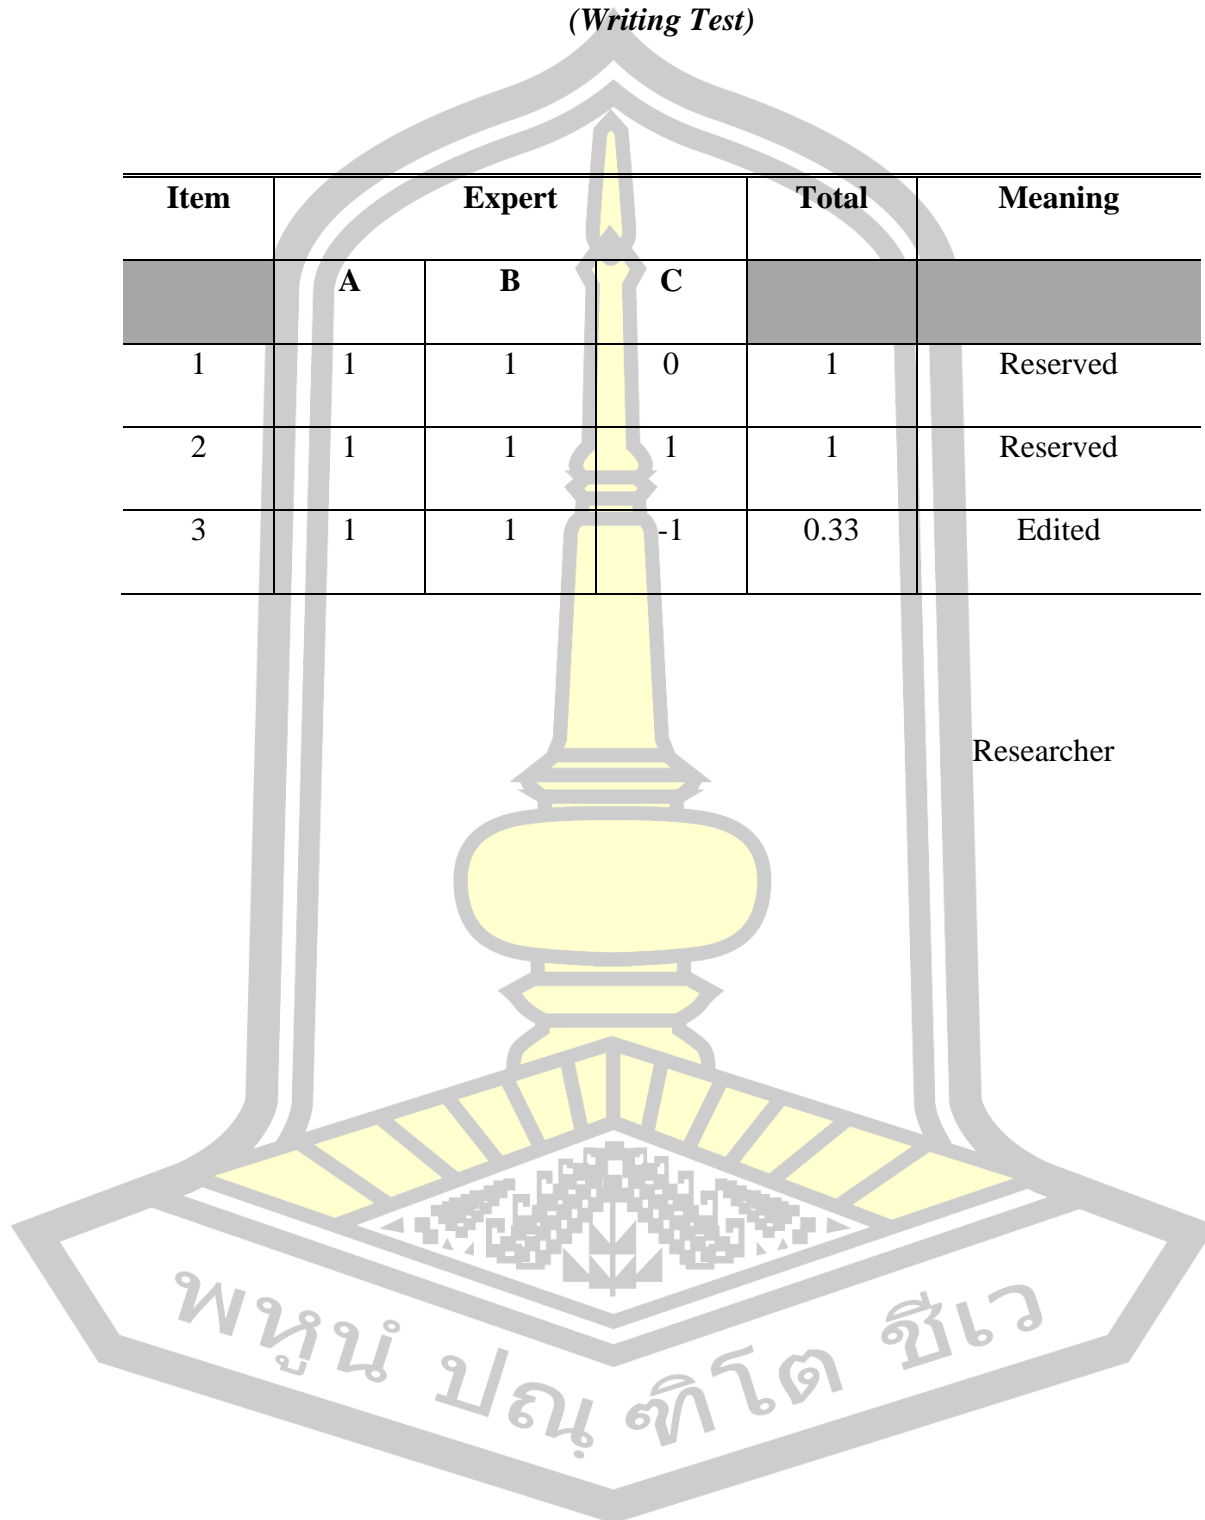 (Writing Test)
Item Expert Total Meaning
A B C
1 1 1 0 1 Reserved
2 1 1 1 1 Reserved
3 1 1 -1 0.33 Edited
Researcher
พหูนํ ปณฺฑิโต ชีเว